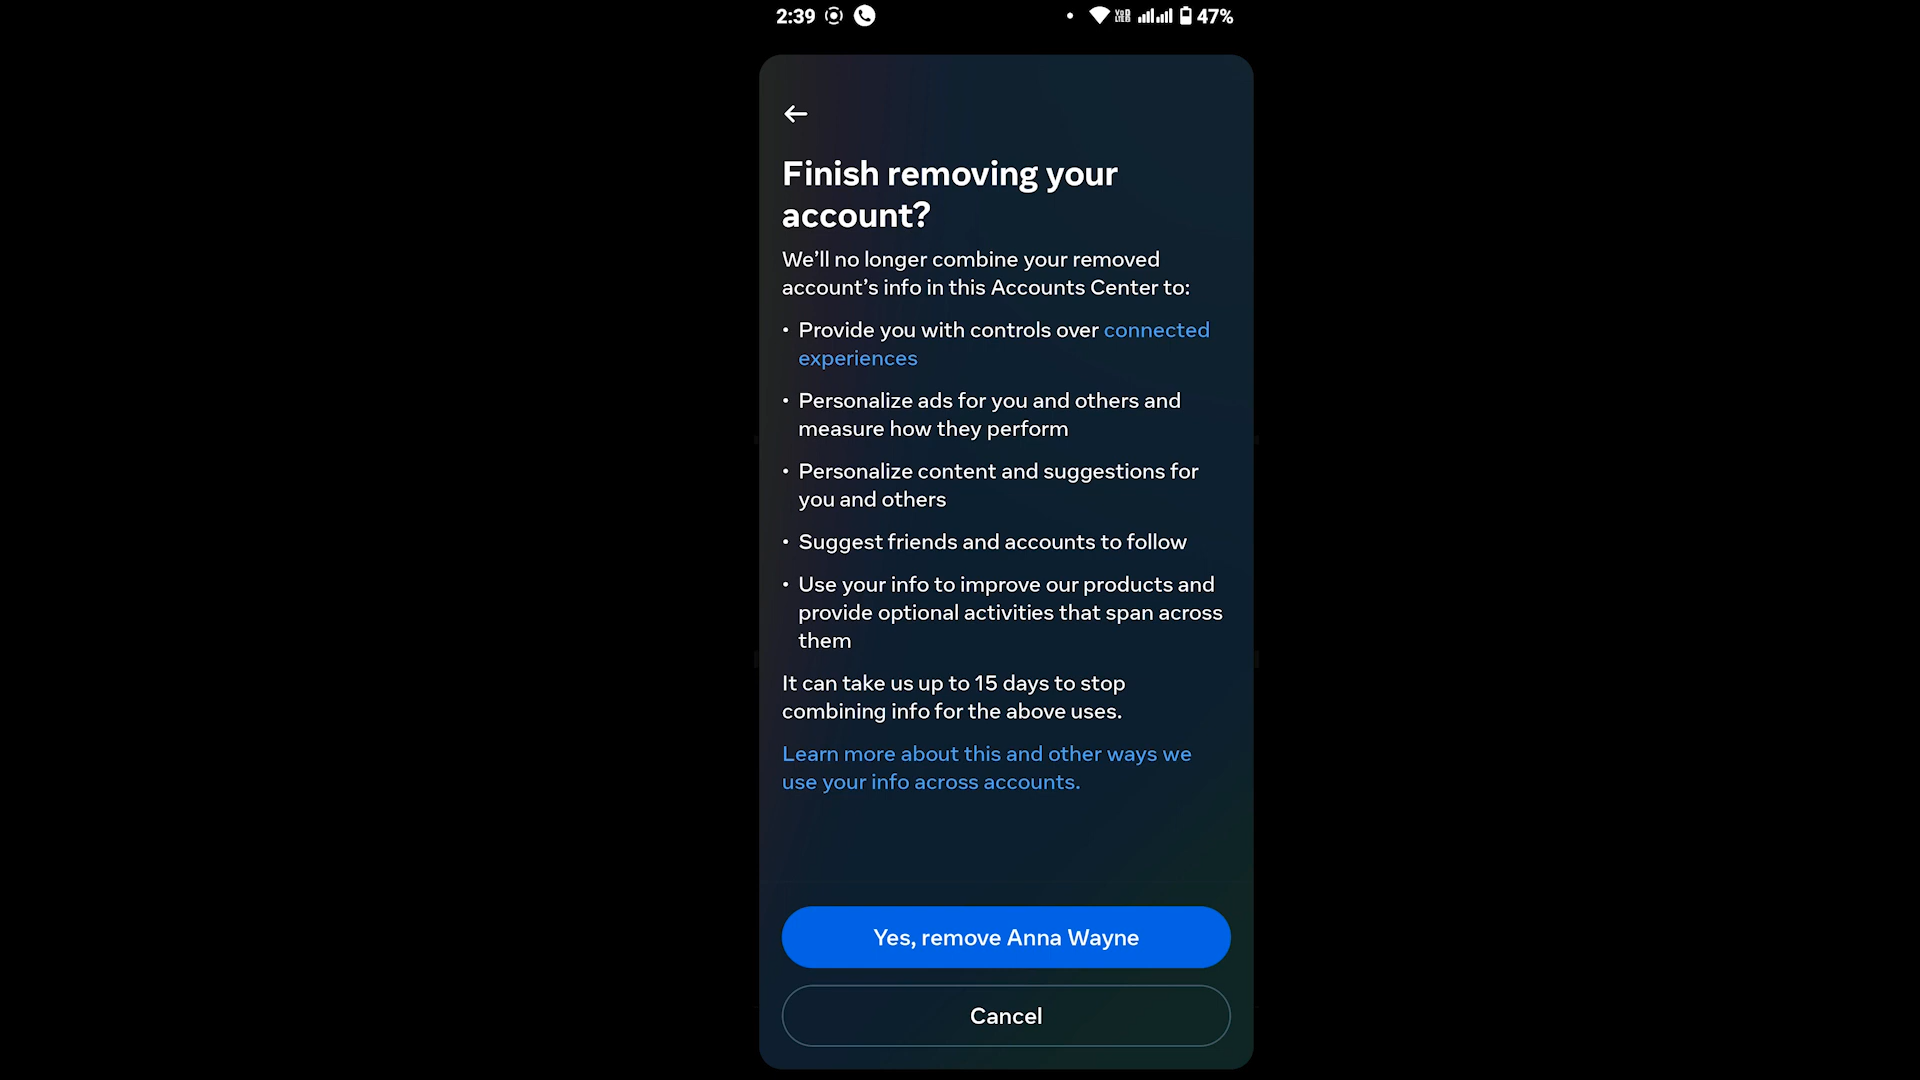 2:39 47%
Finish removing your
account?
We’ll no longer combine your removed
account’s info in this Accounts Center to:
• Provide you with controls over connected
experiences
• Personalize ads for you and others and
measure how they perform
• Personalize content and suggestions for
you and others
• Suggest friends and accounts to follow
• Use your info to improve our products and
provide optional activities that span across
them
It can take us up to 15 days to stop
combining info for the above uses.
Learn more about this and other ways we
use your info across accounts.
Yes, remove Anna Wayne
Cancel